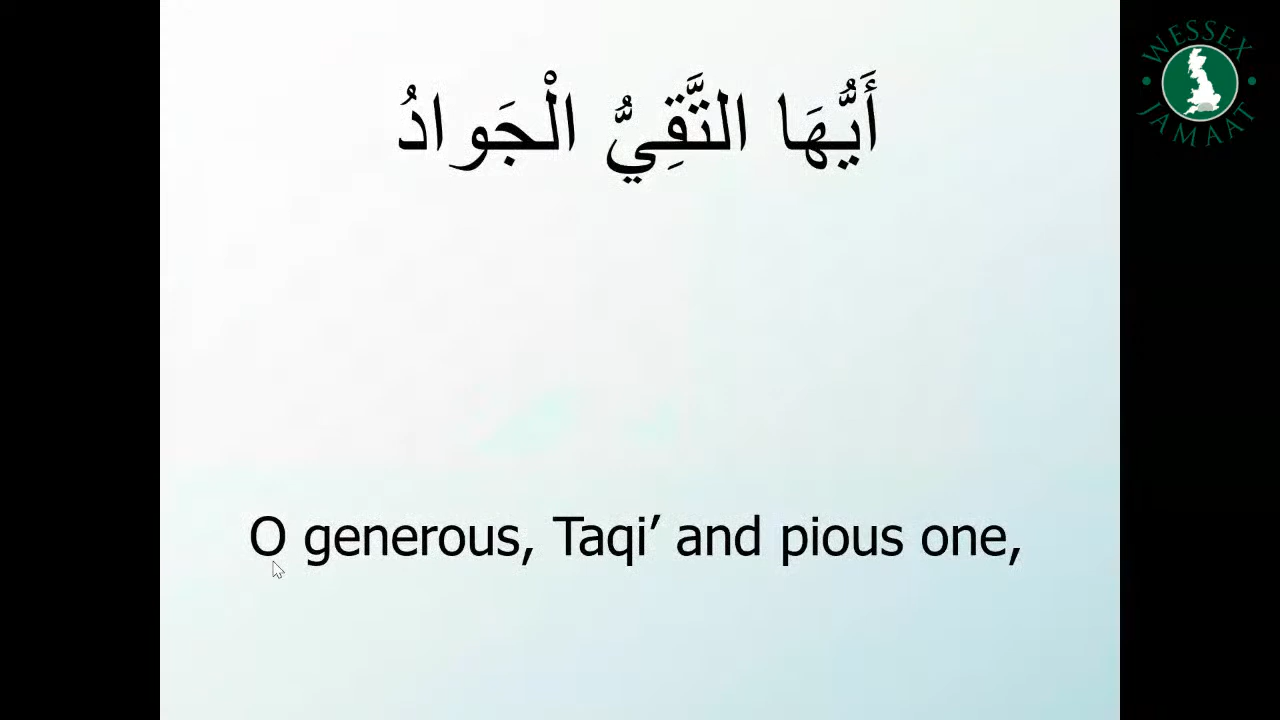 أَيُّهَا التَّقِيُّ الْجَوادُ
O generous, Taqi’ and pious one,
WESSEX
JAMAAT